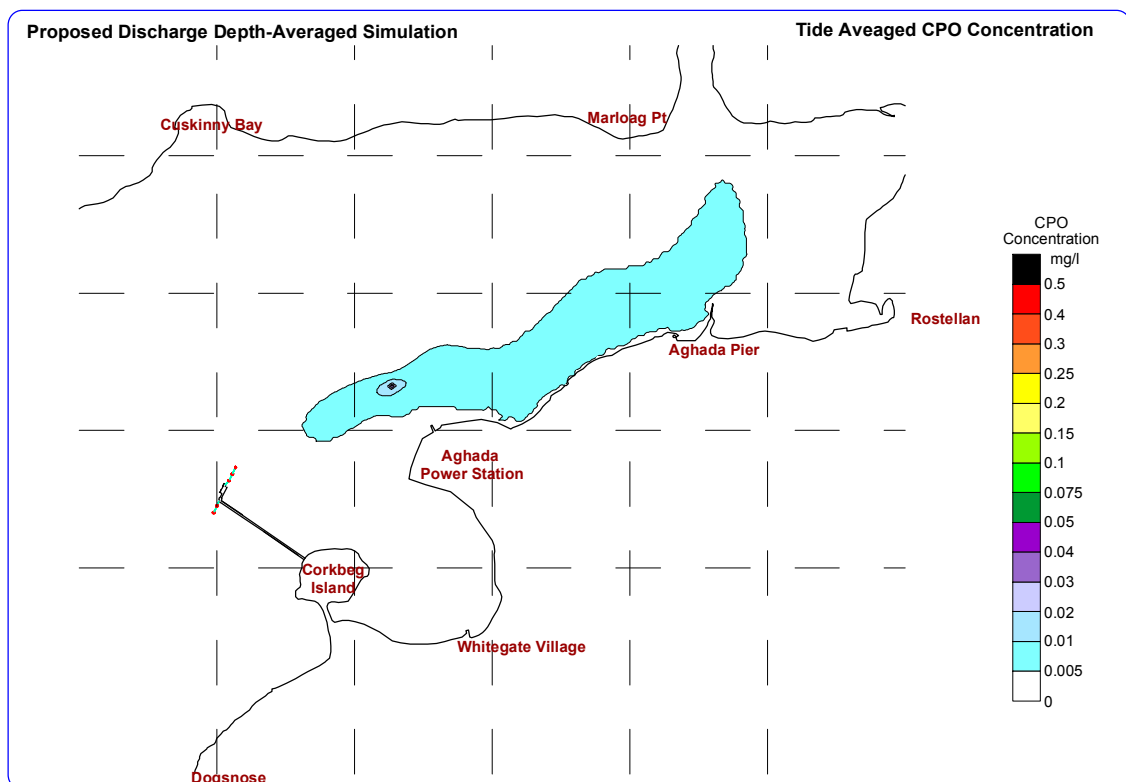 Proposed Discharge Depth-Averaged Simulation
Tide Aveaged CPO Concentration
Cuskinny Bay
Marloag Pt
Rostellan
Aghada Pier
Aghada
Power Station
Corkbeg
Island
Whitegate Village
Dogsnose
CPO
Concentration
mg/l
0.5
0.4
0.3
0.25
0.2
0.15
0.1
0.075
0.05
0.04
0.03
0.02
0.01
0.005
0